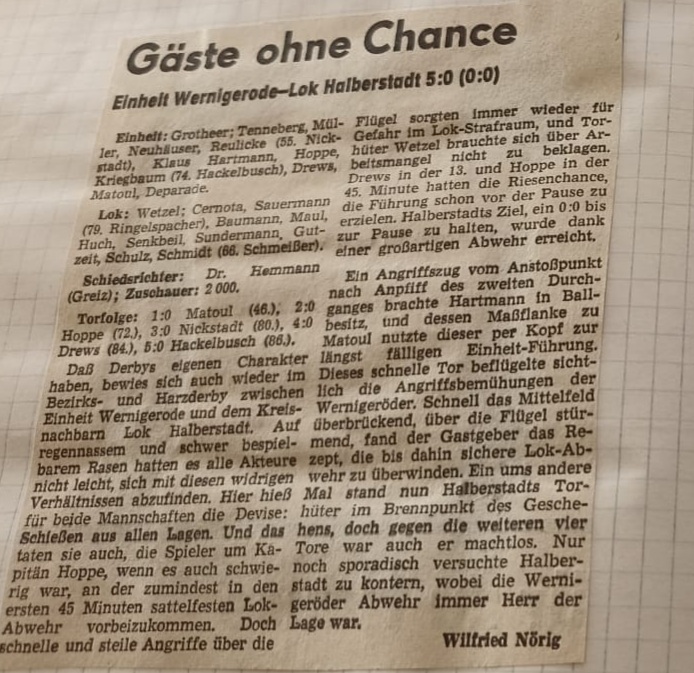 Gäste ohne Chance
Einheit Wernigerode—Lok Halberstadt 5:0 (0:0)
Einheit: Grotheer; Tenneberg, Mül-
ler, Neuhäuser, Reulicke (55. Nick-
stadt), Klaus Hartmann, Hoppe,
Kriegbaum (74. Hackelbusch), Drews,
Matoul, Deparade.
Lok: Wetzel; Cernota, Sauermann
(79. Ringelspacher), Baumann, Maul,
Huch, Senkbeil, Sundermann, Gut-
zeit, Schulz, Schmidt (66. Schmeißer).
Schiedsrichter: Dr. Hemmann
(Greiz); Zuschauer: 2 000.
Torfolge: 1:0 Matoul (46.), 2:0
Hoppe (72.), 3:0 Nickstadt (80.), 4:0
Drews (84.), 5:0 Hackelbusch (86.).
Daß Derbys eigenen Charakter
haben, bewies sich auch wieder im
Bezirks- und Harzderby zwischen
Einheit Wernigerode und dem Kreis-
nachbarn Lok Halberstadt. Auf
regennassem und schwer bespiel-
barem Rasen hatten es alle Akteure
nicht leicht, sich mit diesen widrigen
Verhältnissen abzufinden. Hier hieß
für beide Mannschaften die Devise:
Schießen aus allen Lagen. Und das
taten sie auch, die Spieler um Ka-
pitän Hoppe, wenn es auch schwie-
rig war, an der zumindest in den
ersten 45 Minuten sattelfesten Lok-
Abwehr vorbeizukommen. Doch
schnelle und steile Angriffe über die
Flügel sorgten immer wieder für
Gefahr im Lok-Strafraum, und Tor-
hüter Wetzel brauchte sich über Ar-
beitsmangel nicht zu beklagen.
Drews in der 13. und Hoppe in der
45. Minute hatten die Riesenchance,
die Führung schon vor der Pause zu
erzielen. Halberstadts Ziel, ein 0:0 bis
zur Pause zu halten, wurde dank
einer großartigen Abwehr erreicht.
Ein Angriffszug vom Anstoßpunkt
nach Anpfiff des zweiten Durch-
ganges brachte Hartmann in Ball-
besitz, und dessen Maßflanke zu
Matoul nutzte dieser per Kopf zur
längst fälligen Einheit-Führung.
Dieses schnelle Tor beflügelte sicht-
lich die Angriffsbemühungen der
Wernigeröder. Schnell das Mittelfeld
überbrückend, über die Flügel stür-
mend, fand der Gastgeber das Re-
zept, die bis dahin sichere Lok-Ab-
wehr zu überwinden. Ein ums andere
Mal stand nun Halberstadts Tor-
hüter im Brennpunkt des Gesche-
hens, doch gegen die weiteren vier
Tore war auch er machtlos. Nur
noch sporadisch versuchte Halber-
stadt zu kontern, wobei die Werni-
geröder Abwehr immer Herr der
Lage war.
Wilfried Nörig